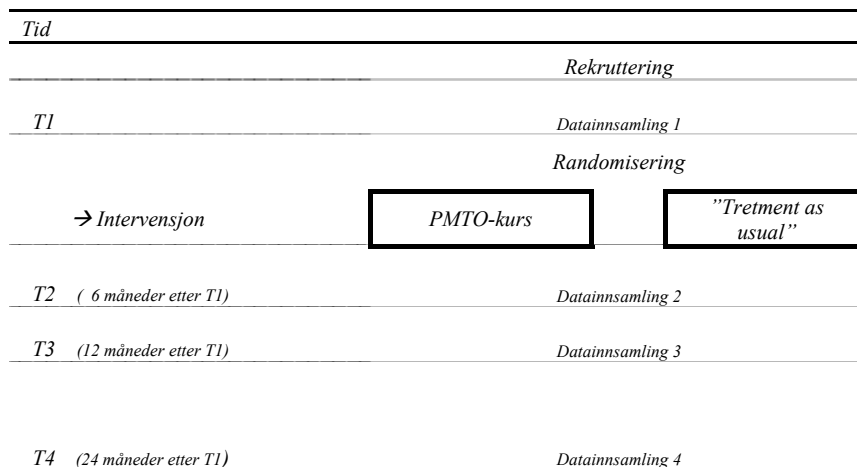 Tid
Rekruttering
T1 Datainnsamling 1
Randomisering
→ Intervensjon PMTO-kurs ”Tretment as
usual”
T2 ( 6 måneder etter T1) Datainnsamling 2
T3 (12 måneder etter T1) Datainnsamling 3
T4 (24 måneder etter T1) Datainnsamling 4